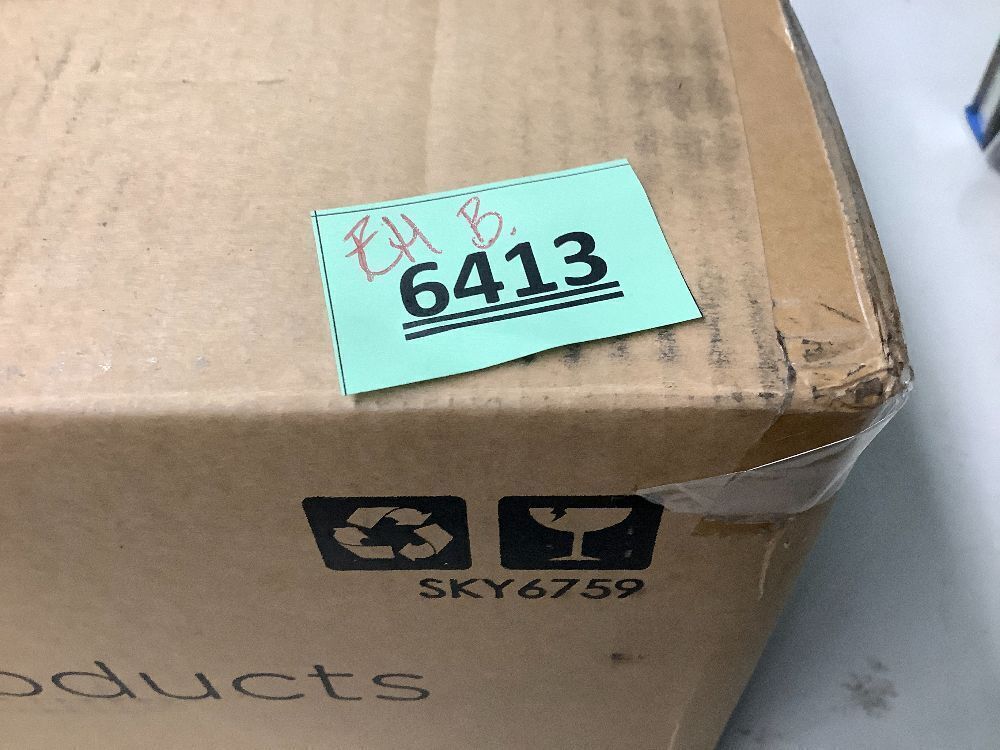 EH B.
6413
SKY6759
oducts